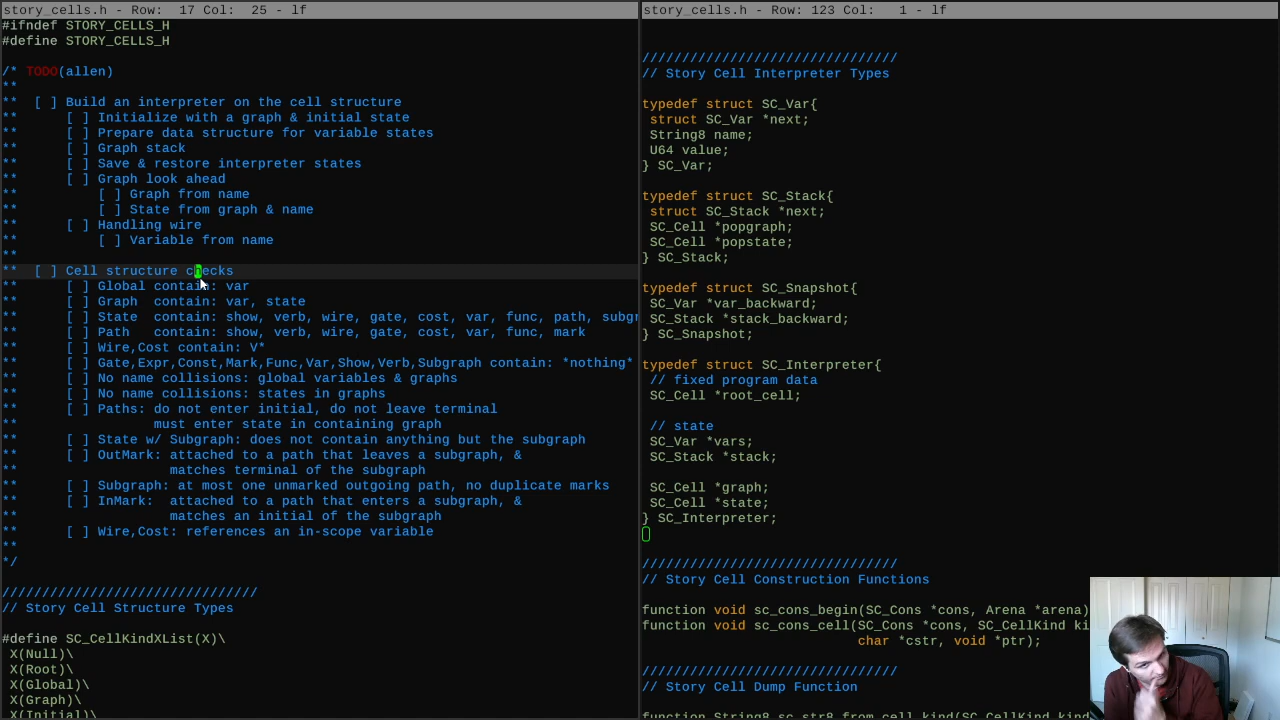 story_cells.h - Row:  17 Col:  25 - lf
#ifndef STORY_CELLS_H
#define STORY_CELLS_H
/* TODO(allen)
**
**  [ ] Build an interpreter on the cell structure
**      [ ] Initialize with a graph & initial state
**      [ ] Prepare data structure for variable states
**      [ ] Graph stack
**      [ ] Save & restore interpreter states
**      [ ] Graph look ahead
**          [ ] Graph from name
**          [ ] State from graph & name
**      [ ] Handling wire
**          [ ] Variable from name
**
**  [ ] Cell structure checks
**      [ ] Global contain: var
**      [ ] Graph  contain: var, state
**      [ ] State  contain: show, verb, wire, gate, cost, var, func, path, subgr
**      [ ] Path   contain: show, verb, wire, gate, cost, var, func, mark
**      [ ] Wire,Cost contain: V*
**      [ ] Gate,Expr,Const,Mark,Func,Var,Show,Verb,Subgraph contain: *nothing*
**      [ ] No name collisions: global variables & graphs
**      [ ] No name collisions: states in graphs
**      [ ] Paths: do not enter initial, do not leave terminal
**                 must enter state in containing graph
**      [ ] State w/ Subgraph: does not contain anything but the subgraph
**      [ ] OutMark: attached to a path that leaves a subgraph, &
**                   matches terminal of the subgraph
**      [ ] Subgraph: at most one unmarked outgoing path, no duplicate marks
**      [ ] InMark:  attached to a path that enters a subgraph, &
**                   matches an initial of the subgraph
**      [ ] Wire,Cost: references an in-scope variable
**
*/
////////////////////////////////
// Story Cell Structure Types
#define SC_CellKindXList(X)\
X(Null)\
X(Root)\
X(Global)\
X(Graph)\
X(Initial)\
story_cells.h - Row: 123 Col:   1 - lf
////////////////////////////////
// Story Cell Interpreter Types
typedef struct SC_Var{
struct SC_Var *next;
String8 name;
U64 value;
} SC_Var;
typedef struct SC_Stack{
struct SC_Stack *next;
SC_Cell *popgraph;
SC_Cell *popstate;
} SC_Stack;
typedef struct SC_Snapshot{
SC_Var *var_backward;
SC_Stack *stack_backward;
} SC_Snapshot;
typedef struct SC_Interpreter{
// fixed program data
SC_Cell *root_cell;
// state
SC_Var *vars;
SC_Stack *stack;
SC_Cell *graph;
SC_Cell *state;
} SC_Interpreter;
////////////////////////////////
// Story Cell Construction Functions
function void sc_cons_begin(SC_Cons *cons, Arena *arena)
function void sc_cons_cell(SC_Cons *cons, SC_CellKind ki
char *cstr, void *ptr);
////////////////////////////////
// Story Cell Dump Function
function String8 sc_str8_from_cell_kind(SC_CellKind kind